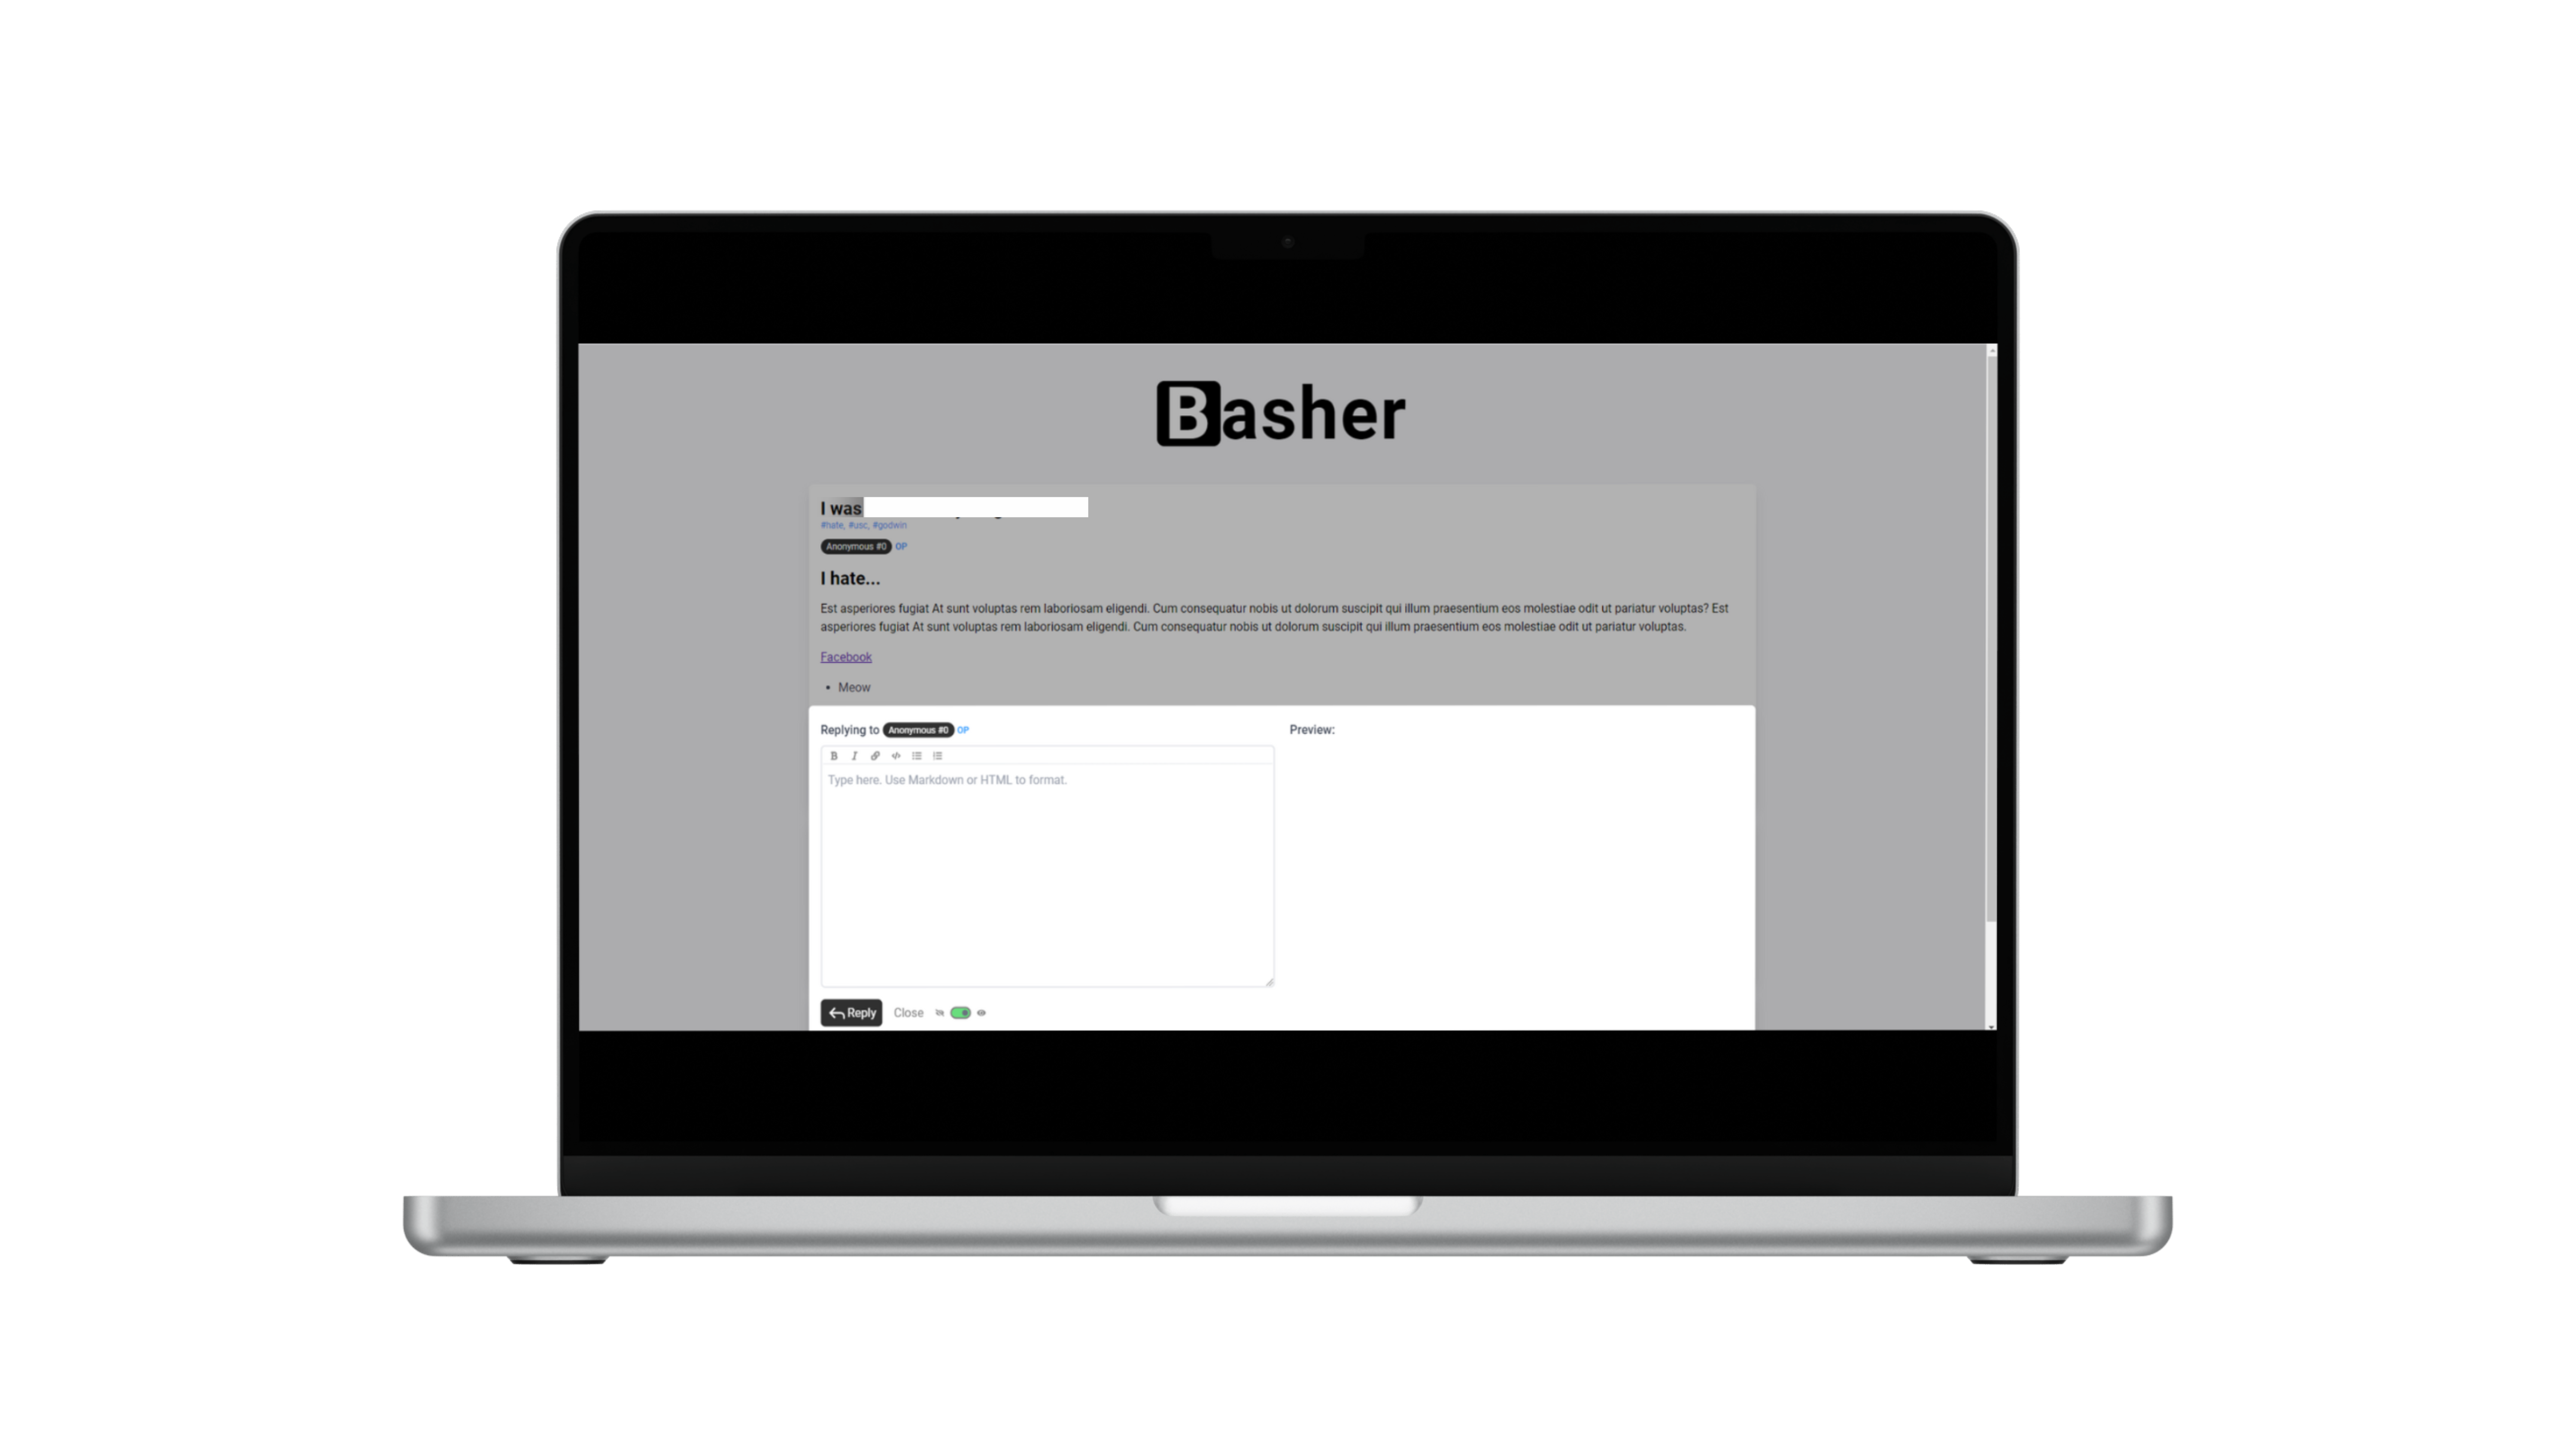 Basher
I was
#hate, #usc, #godwin
Anonymous #0 OP
I hate...
Est asperiores fugiat At sunt voluptas rem laboriosam eligendi. Cum consequatur nobis ut dolorum suscipit qui illum praesentium eos molestiae odit ut pariatur voluptas? Est
asperiores fugiat At sunt voluptas rem laboriosam eligendi. Cum consequatur nobis ut dolorum suscipit qui illum praesentium eos molestiae odit ut pariatur voluptas.
Facebook
• Meow
Replying to Anonymous #0 OP
Preview:
B I
Type here. Use Markdown or HTML to format.
Reply Close